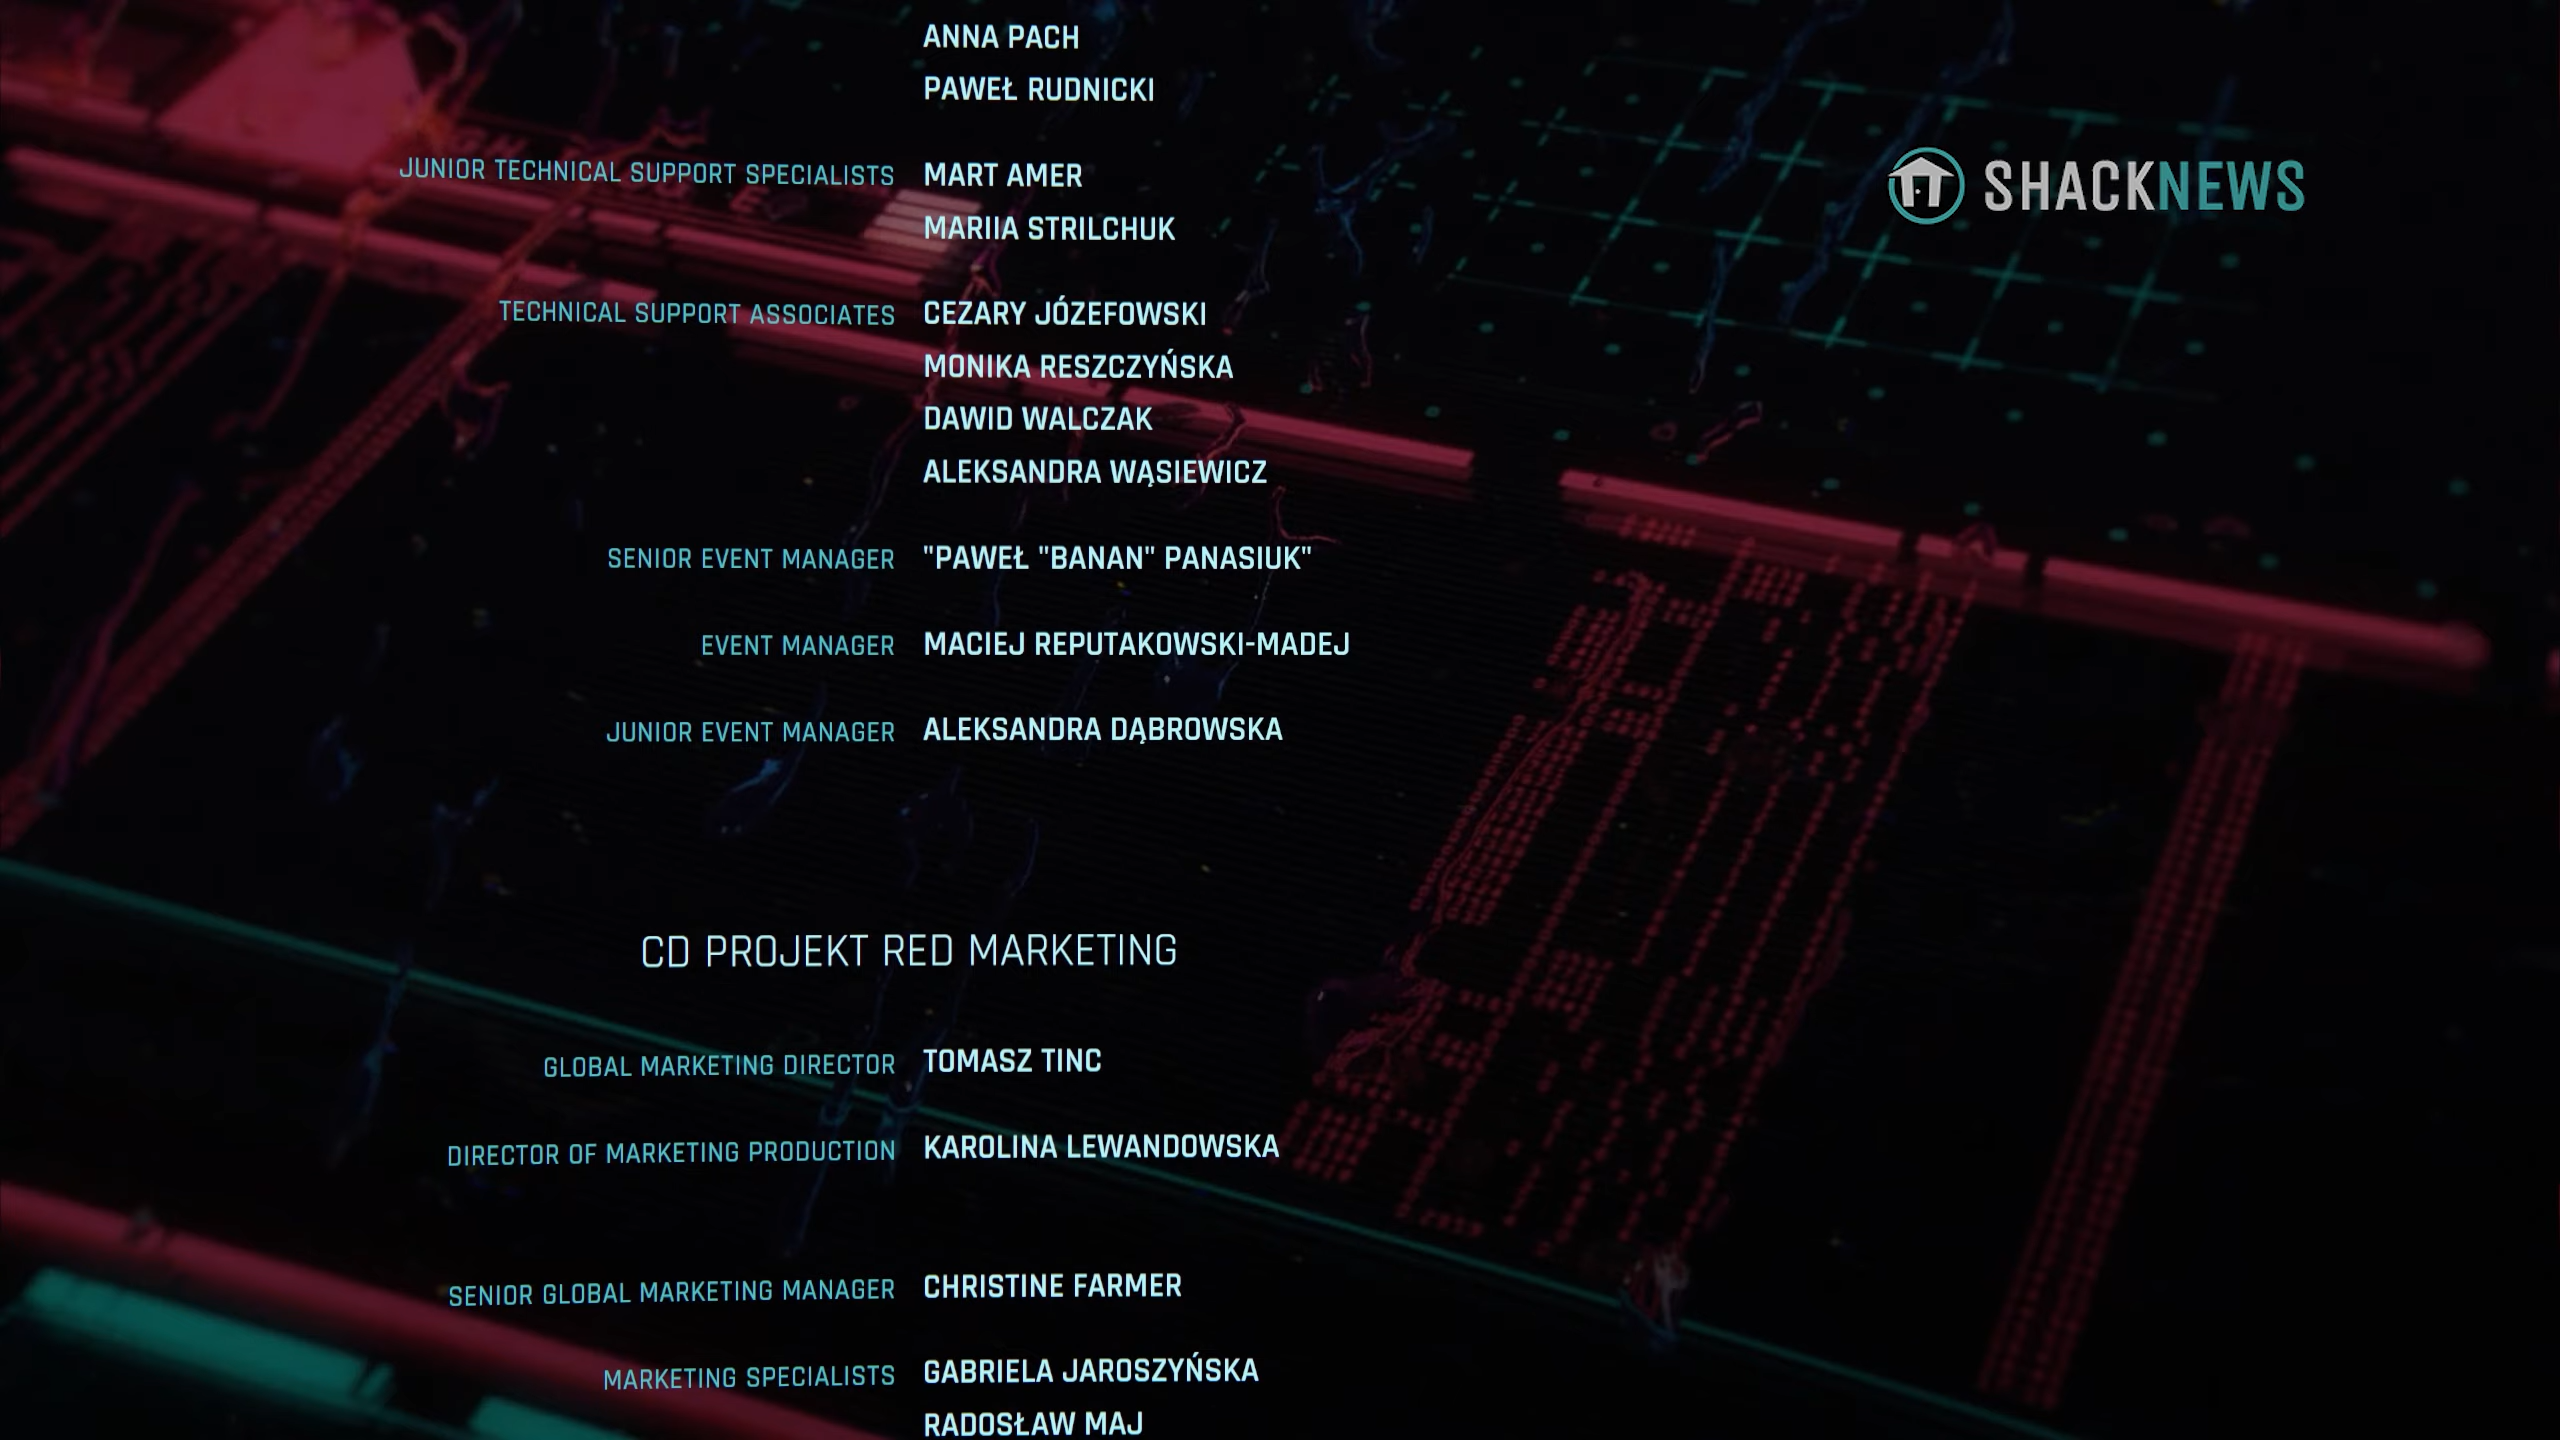 ANNA PACH
PAWEŁ RUDNICKI
JUNIOR TECHNICAL SUPPORT SPECIALISTS MART AMER
MARIIA STRILCHUK
SHACKNEWS
TECHNICAL SUPPORT ASSOCIATES CEZARY JÓZEFOWSKI
MONIKA RESZCZYŃSKA
DAWID WALCZAK
ALEKSANDRA WĄSIEWICZ
SENIOR EVENT MANAGER "PAWEŁ "BANAN" PANASIUK"
EVENT MANAGER MACIEJ REPUTAKOWSKI-MADEJ
JUNIOR EVENT MANAGER ALEKSANDRA DĄBROWSKA
CD PROJEKT RED MARKETING
GLOBAL MARKETING DIRECTOR TOMASZ TINC
DIRECTOR OF MARKETING PRODUCTION KAROLINA LEWANDOWSKA
SENIOR GLOBAL MARKETING MANAGER CHRISTINE FARMER
MARKETING SPECIALISTS GABRIELA JAROSZYŃSKA
RADOSŁAW MAJ